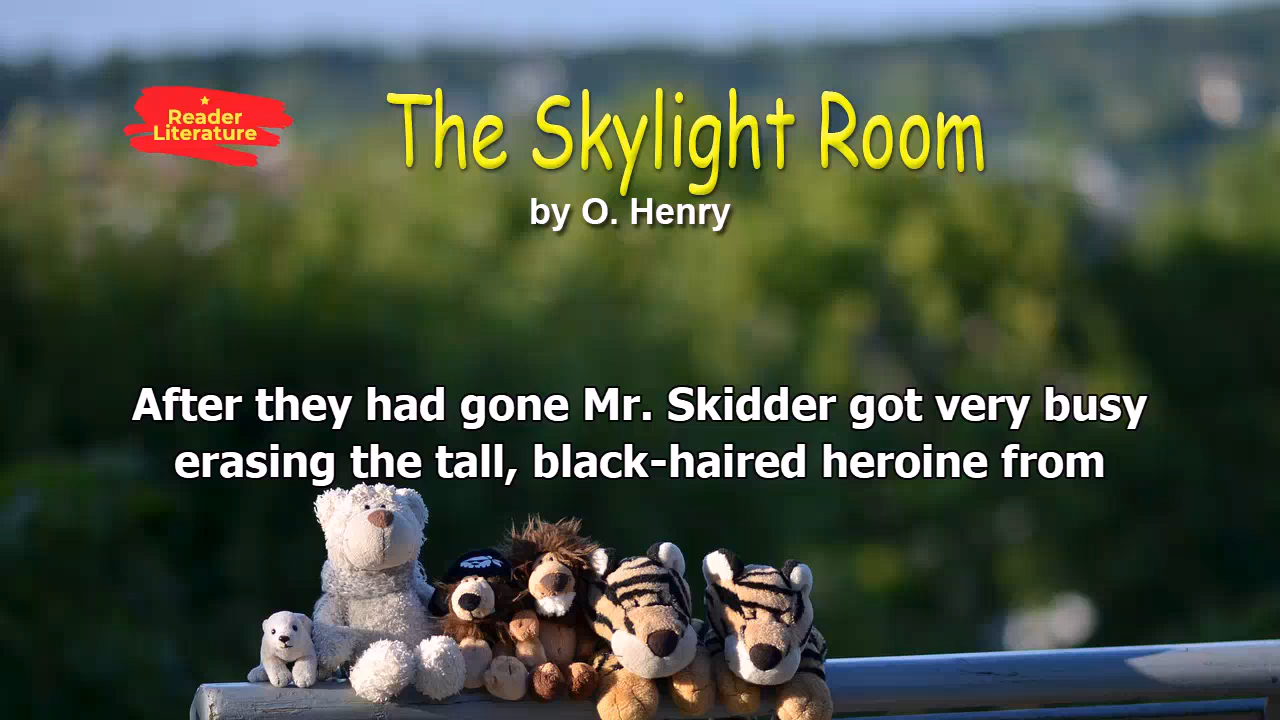 Reader
Literature
The Skylight Room
by O. Henry
After they had gone Mr. Skidder got very busy
erasing the tall, black-haired heroine from